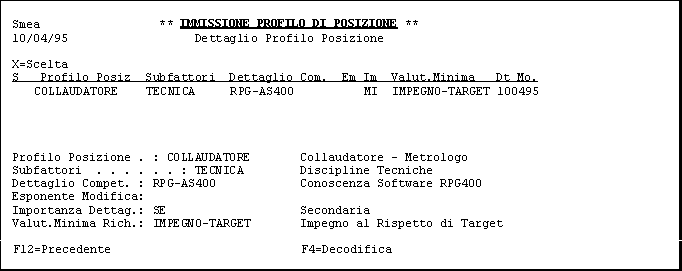 Smea ** IMMISSIONE PROFILO DI POSIZIONE **
10/04/95 Dettaglio Profilo Posizione
X=Scelta
S Profilo Posiz Subfattori Dettaglio Com. Em Im Valut.Minima Dt Mo.
COLLAUDATORE TECNICA RPG-AS400 MI IMPEGNO-TARGET 100495
Profilo Posizione . : COLLAUDATORE Collaudatore - Metrologo
Subfattori . . . . . . : TECNICA Discipline Tecniche
Dettaglio Compet. : RPG-AS400 Conoscenza Software RPG400
Esponente Modifica:
Importanza Dettag.: SE Secondaria
Valut.Minima Rich.: IMPEGNO-TARGET Impegno al Rispetto di Target
F12=Precedente F4=Decodifica